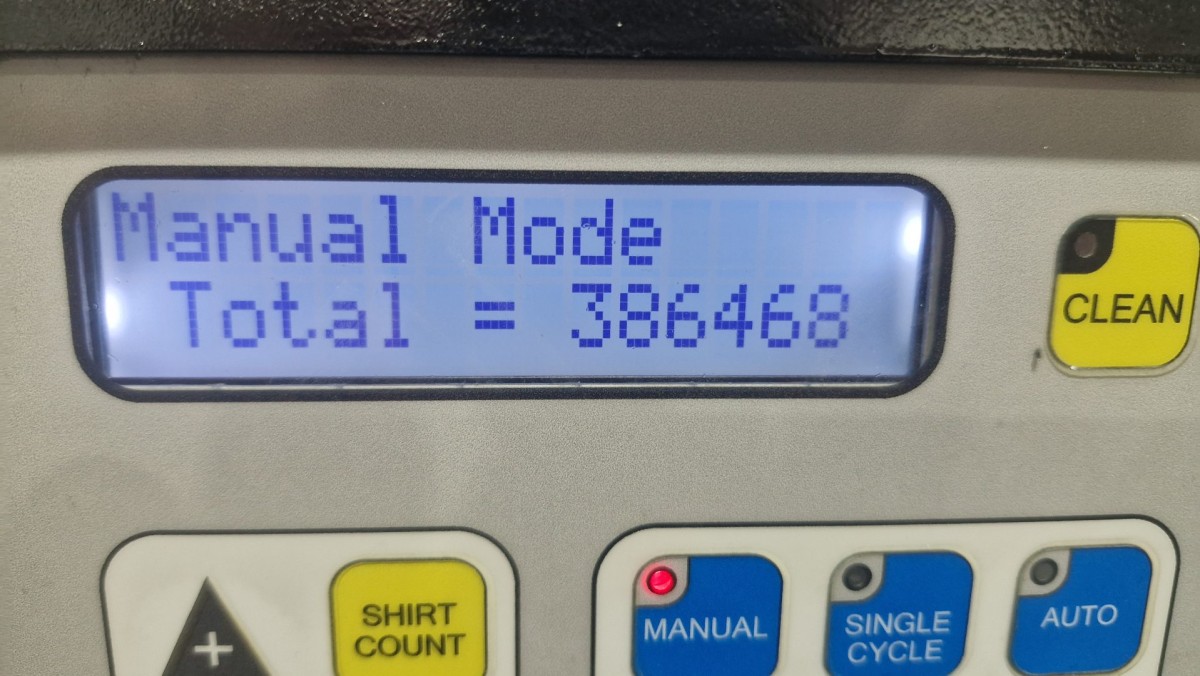 Manual Mode
Total = 386468
CLEAN
+
SHIRT
COUNT
MANUAL
SINGLE
CYCLE
AUTO